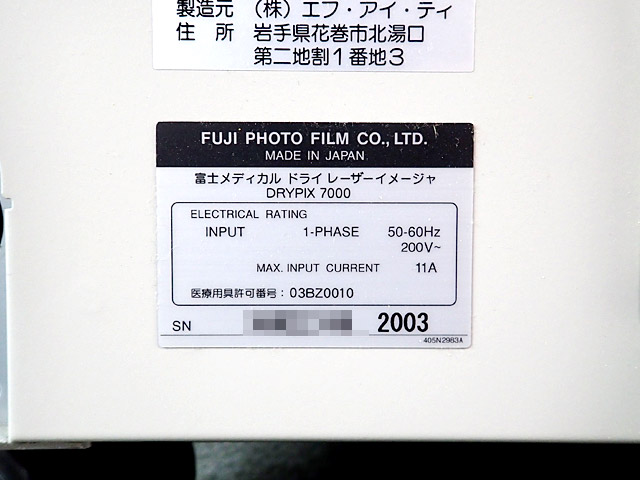 製造元 (株)エフ・アイ・ティ
住 所 岩手県花巻市北湯口
第二地割1番地3
FUJI PHOTO FILM CO., LTD.
MADE IN JAPAN
富士メディカル ドライ レーザーイメージャ
DRYPIX 7000
ELECTRICAL RATING
INPUT 1-PHASE 50-60Hz
200V~
MAX. INPUT CURRENT 11A
医療用具許可番号：03BZ0010
SN 2003
405N2983A